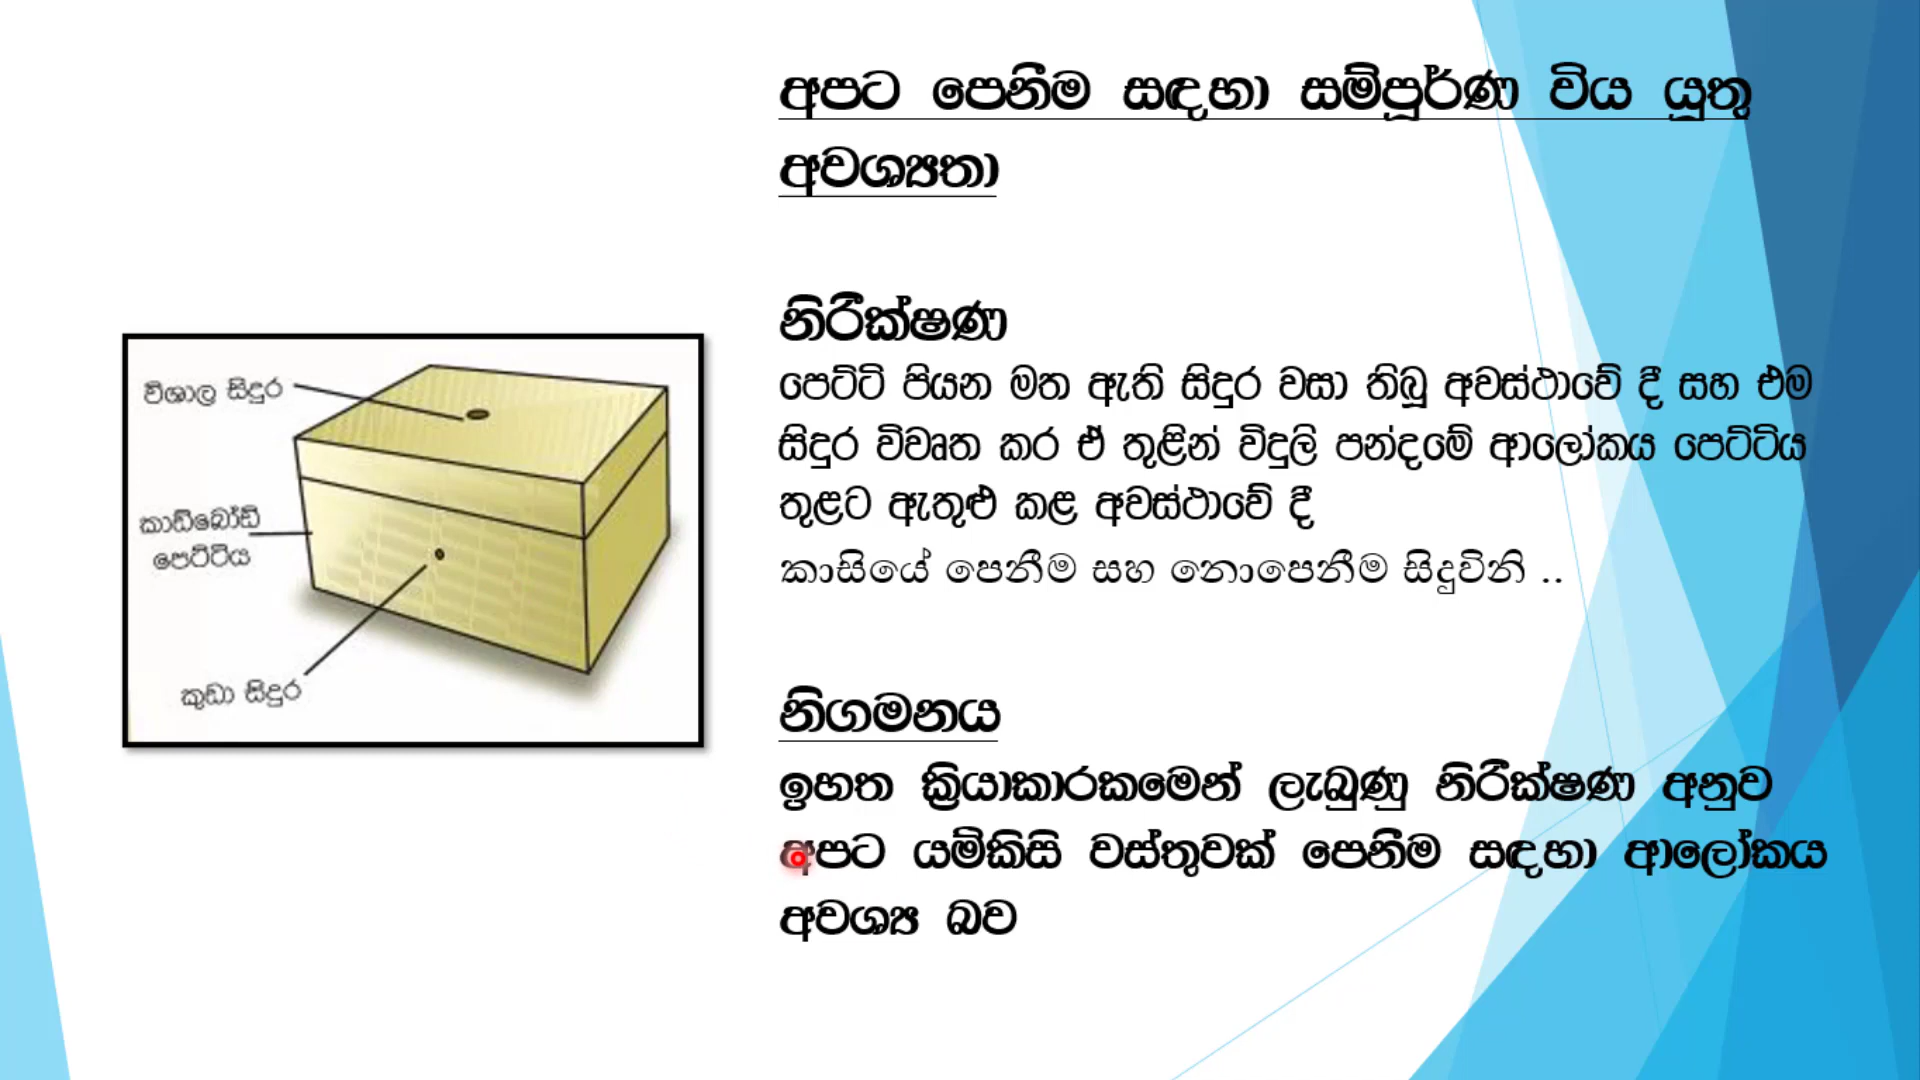 අපට පෙනීම සඳහා සම්පූර්ණ විය යූතු
අවශ්‍යතා
නිරීක්ෂණ
පෙට්ටි පියන මත ඇති සිදුර වසා තිබූ අවස්ථාවේ දී සහ එම
සිදුර විවෘත කර ඒ තුළින් විදුලි පන්දමේ ආලෝකය පෙට්ටිය
තුළට ඇතුළු කළ අවස්ථාවේ දී
කාසියේ පෙනීම සහ නොපෙනීම සිදුවිනි ..
නිගමනය
ඉහත ක්‍රියාකාරකමෙන් ලැබුණු නිරීක්ෂණ අනුව
අපට යම්කිසි වස්තුවක් පෙනීම සඳහා ආලෝකය
අවශ්‍ය බව
විශාල සිදුර
කාඩ්බෝඩ්
පෙට්ටිය
කුඩා සිදුර